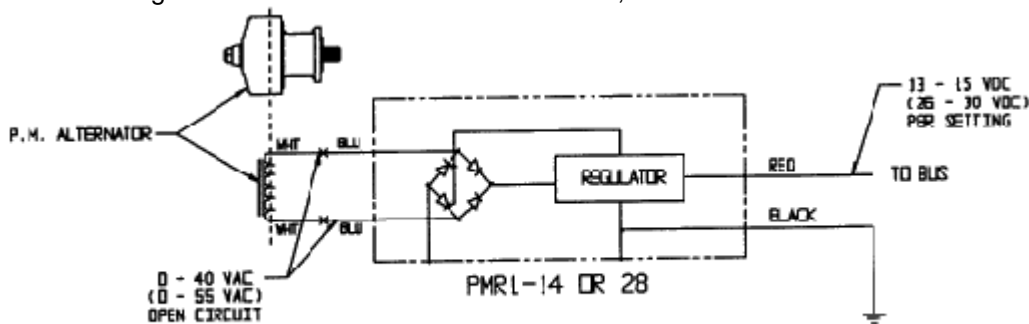 P.M. ALTERNATOR
WHT
BLU
WHT
BLU
0 - 40 VAC
(0 - 55 VAC)
OPEN CIRCUIT
REGULATOR
PMR1-14 OR 28
RED
BLACK
13 - 15 VDC
(26 - 30 VDC)
PER SETTING
TO BUS